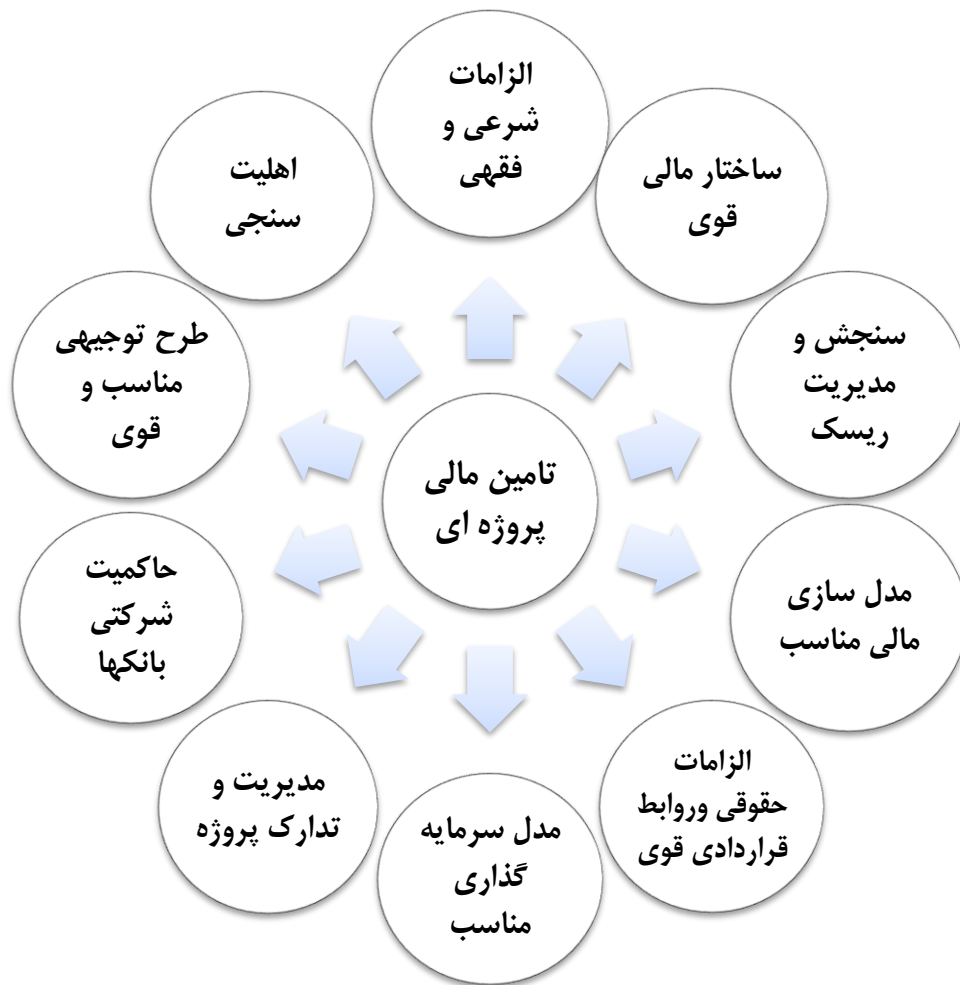 الزامات
شرعی و
فقهی
ساختار مالی
قوی
سنجش و
مدیریت
ریسک
مدل سازی
مالی مناسب
الزامات
حقوقی وروابط
قراردادی قوی
مدل سرمایه
گذاری
مناسب
مدیریت و
تدارک پروژه
حاکمیت
شرکتی
بانکها
طرح توجیهی
مناسب و
قوی
اهلیت
سنجی
تامین مالی
پروژه ای